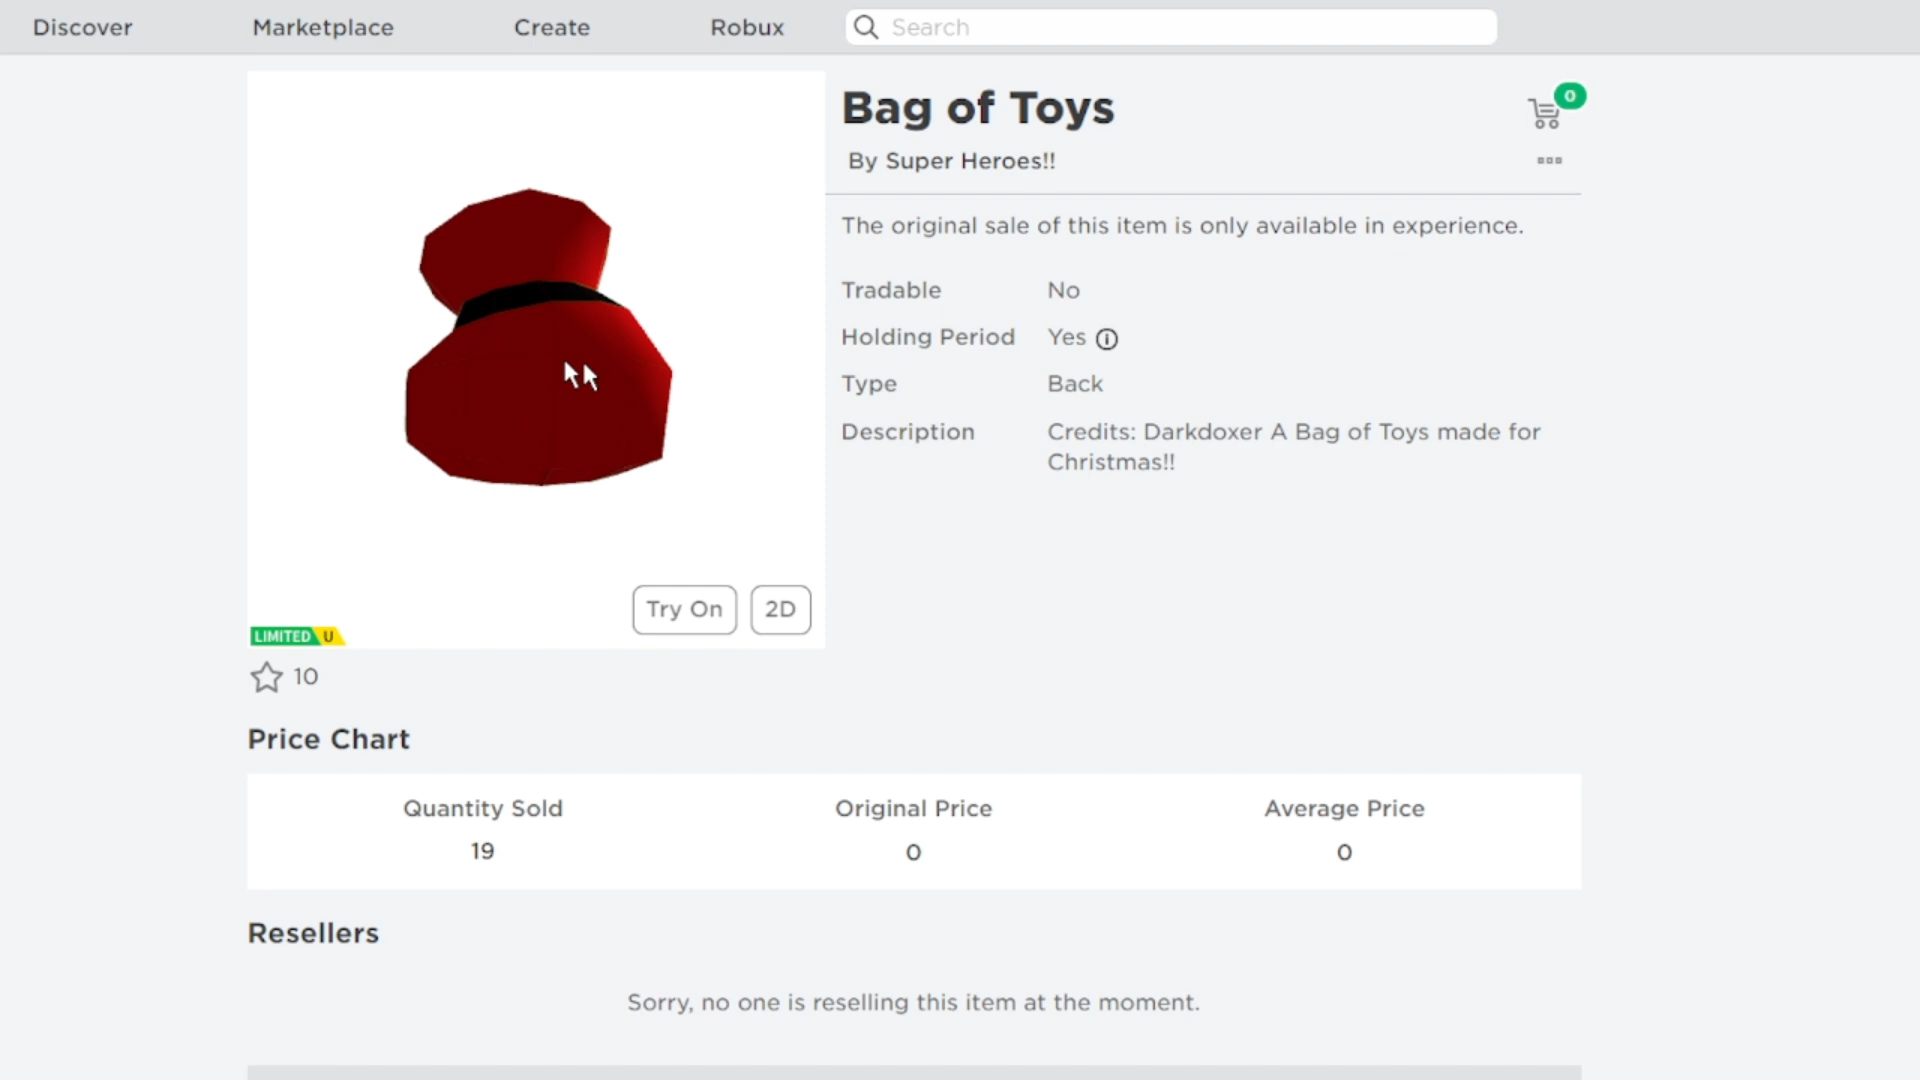 Discover Marketplace Create Robux Search
Bag of Toys
0
By Super Heroes!!
The original sale of this item is only available in experience.
Tradable No
Holding Period Yes
Type Back
Description Credits: Darkdoxer A Bag of Toys made for
Christmas!!
Try On 2D
LIMITED U
10
Price Chart
Quantity Sold Original Price Average Price
19 0 0
Resellers
Sorry, no one is reselling this item at the moment.